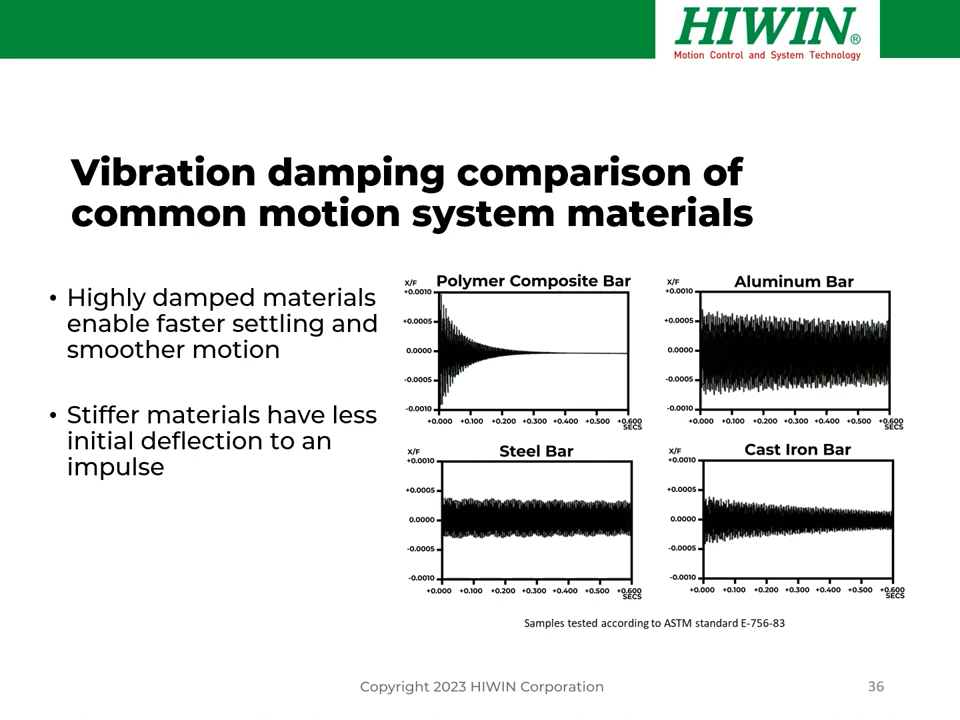 HIWIN®
Motion Control and System Technology
Vibration damping comparison of
common motion system materials
• Highly damped materials
enable faster settling and
smoother motion
• Stiffer materials have less
initial deflection to an
impulse
X/F
Polymer Composite Bar
+0.0010
+0.0005
0.0000
-0.0005
-0.0010
+0.000 +0.100 +0.200 +0.300 +0.400 +0.500 +0.600
SECS
X/F
Aluminum Bar
+0.0010
+0.0005
0.0000
-0.0005
-0.0010
+0.000 +0.100 +0.200 +0.300 +0.400 +0.500 +0.600
SECS
X/F
Steel Bar
+0.0010
+0.0005
0.0000
-0.0005
-0.0010
+0.000 +0.100 +0.200 +0.300 +0.400 +0.500 +0.600
SECS
X/F
Cast Iron Bar
+0.0010
+0.0005
0.0000
-0.0005
-0.0010
+0.000 +0.100 +0.200 +0.300 +0.400 +0.500 +0.600
SECS
Samples tested according to ASTM standard E-756-83
Copyright 2023 HIWIN Corporation
36